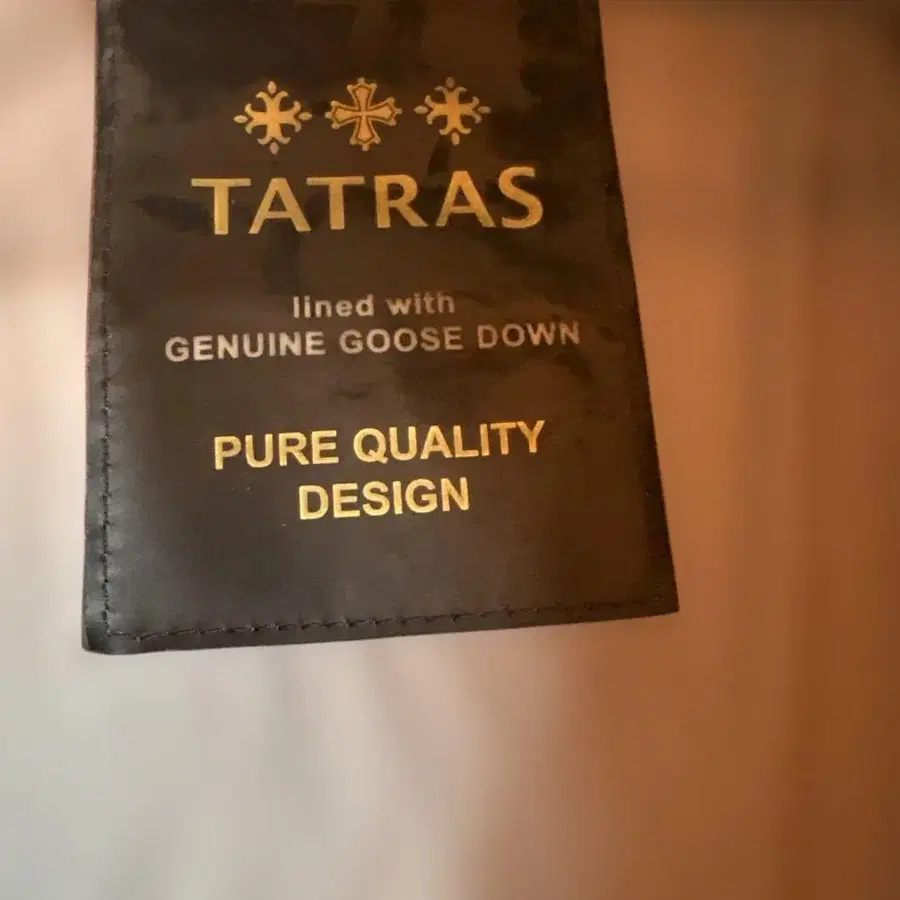 TATRAS
lined with
GENUINE GOOSE DOWN
PURE QUALITY
DESIGN